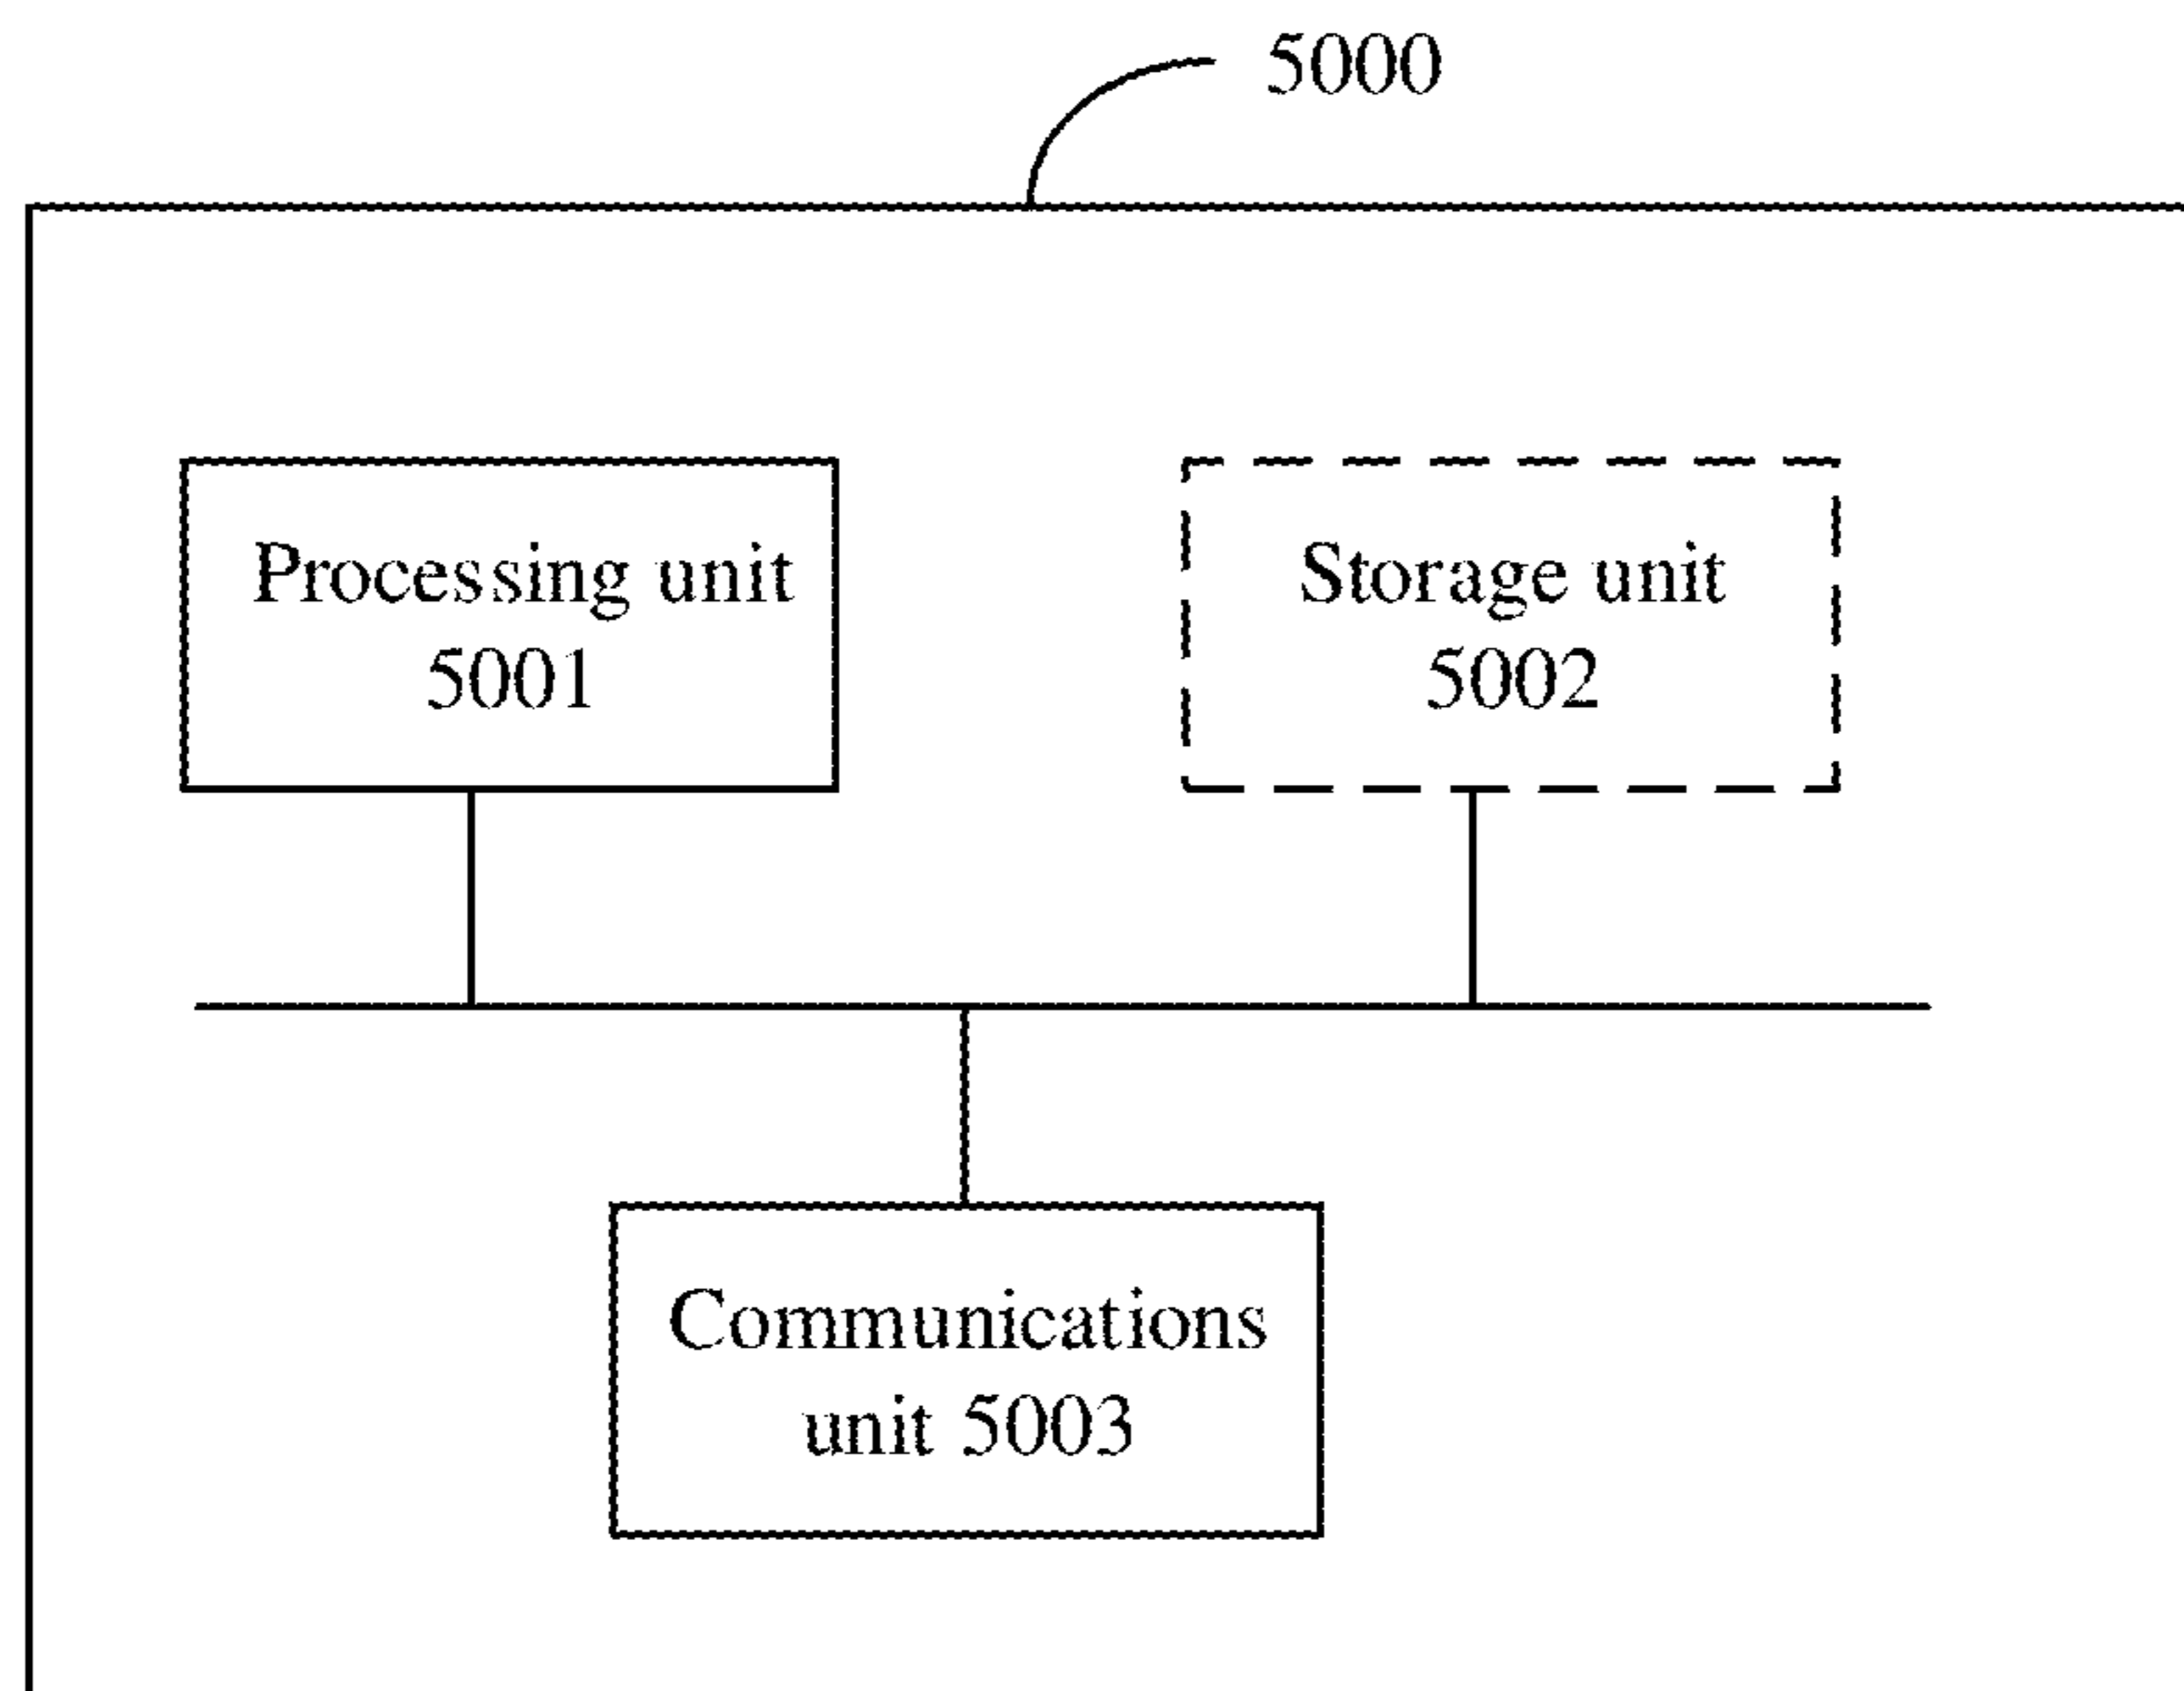 5000
Processing unit
5001
Storage unit
5002
Communications
unit 5003